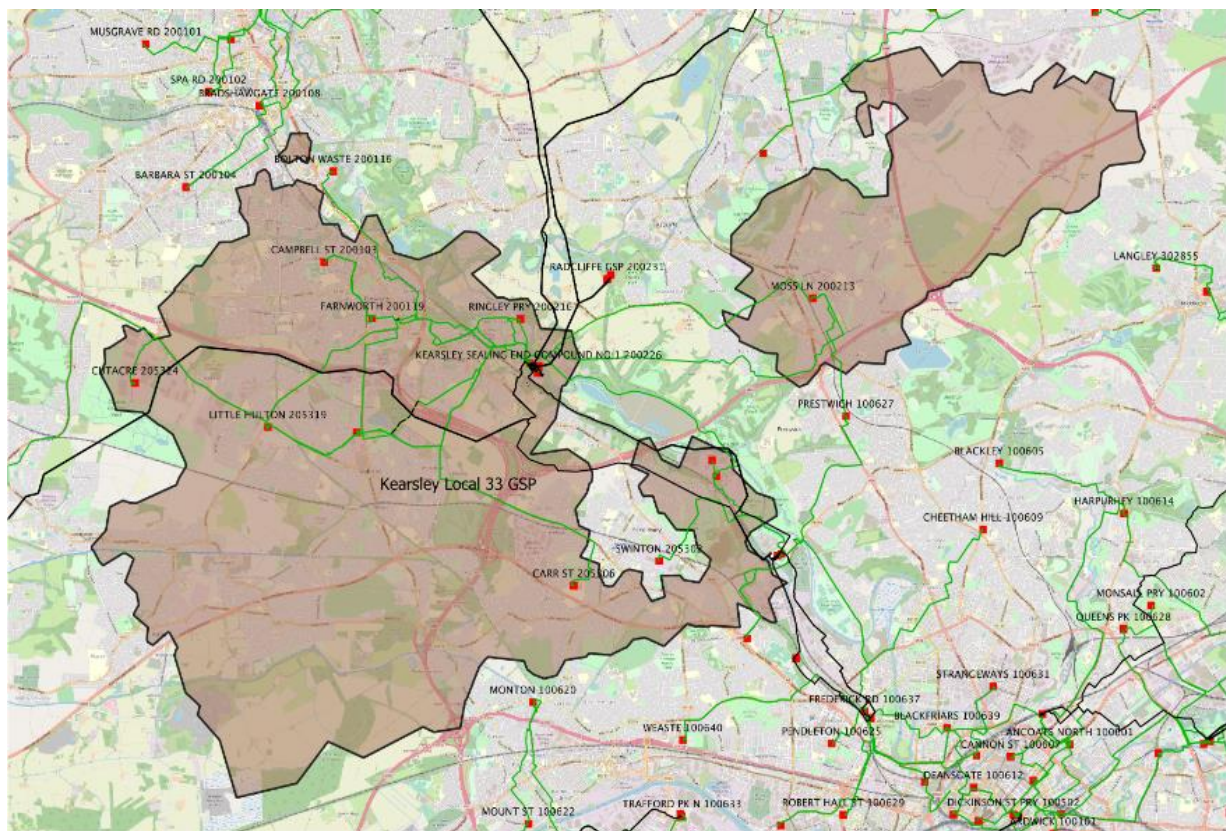 MUSGRAVE RD 200101
SPA RD 200102
BRADSHAWGATE 200108
BOLTON WASTE 200116
BARBARA ST 200104
CAMPBELL ST 200103
RADCLIFFE GSP 200231
LANGLEY 302855
MOSS LN 200213
FARNWORTH 200119
RINGLEY PRY 200216
KEARSLEY SEALING END COMPOUND NO.1 200226
CUTACRE 205324
LITTLE HULTON 205319
PRESTWICH 100627
BLACKLEY 100605
Kearsley Local 33 GSP
HARPURHEY 100614
CHEETHAM HILL 100609
SWINTON 205303
CARR ST 205306
MONSALL PRY 100602
QUEENS PK 100628
STRANGEWAYS 100631
MONTON 100620
FREDERICK RD 100637
BLACKFRIARS 100639
WEASTE 100640
PENDLETON 100625
ANCOATS NORTH 100601
CANNON ST 100607
DEANSGATE 100612
MOUNT ST 100622
TRAFFORD PK N 100633
ROBERT HALL ST 100629
DICKINSON ST PRY 100502
ARDWICK 100101